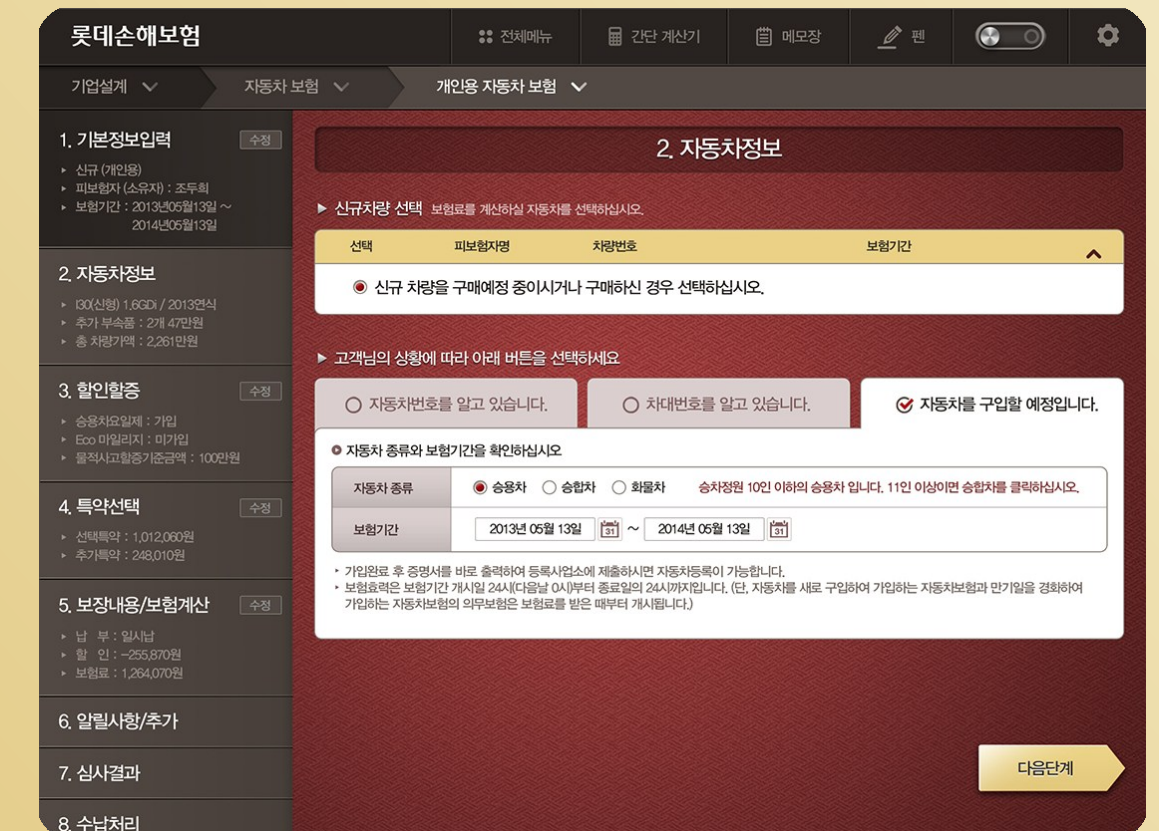 롯데손해보험
전체메뉴
간단 계산기
메모장
펜
기업설계
자동차 보험
개인용 자동차 보험
1. 기본정보입력
수정
신규 (개인용)
피보험자 (소유자) : 조두희
보험기간 : 2013년05월13일 ~
2014년05월13일
2. 자동차정보
I30(신형) 1.6GDi / 2013연식
추가 부속품 : 2개 47만원
총 차량가액 : 2,261만원
3. 할인할증
수정
승용차요일제 : 가입
Eco 마일리지 : 미가입
물적사고할증기준금액 : 100만원
4. 특약선택
수정
선택특약 : 1,012,060원
추가특약 : 248,010원
5. 보장내용/보험계산
수정
납 부 : 일시납
할 인 : -255,870원
보험료 : 1,264,070원
6. 알릴사항/추가
7. 심사결과
8. 수납처리
2. 자동차정보
신규차량 선택 보험료를 계산하실 자동차를 선택하십시오.
선택 피보험자명 차량번호 보험기간
신규 차량을 구매예정 중이시거나 구매하신 경우 선택하십시오.
고객님의 상황에 따라 아래 버튼을 선택하세요
자동차번호를 알고 있습니다.
차대번호를 알고 있습니다.
자동차를 구입할 예정입니다.
자동차 종류와 보험기간을 확인하십시오
자동차 종류 승용차 승합차 화물차 승차정원 10인 이하의 승용차 입니다. 11인 이상이면 승합차를 클릭하십시오.
보험기간 2013년 05월 13일 31 ~ 2014년 05월 13일 31
가입완료 후 증명서를 바로 출력하여 등록사업소에 제출하시면 자동차등록이 가능합니다.
보험효력은 보험기간 개시일 24시(다음날 0시)부터 종료일의 24시까지입니다. (단, 자동차를 새로 구입하여 가입하는 자동차보험과 만기일을 경화하여
가입하는 자동차보험의 의무보험은 보험료를 받은 때부터 개시됩니다.)
다음단계